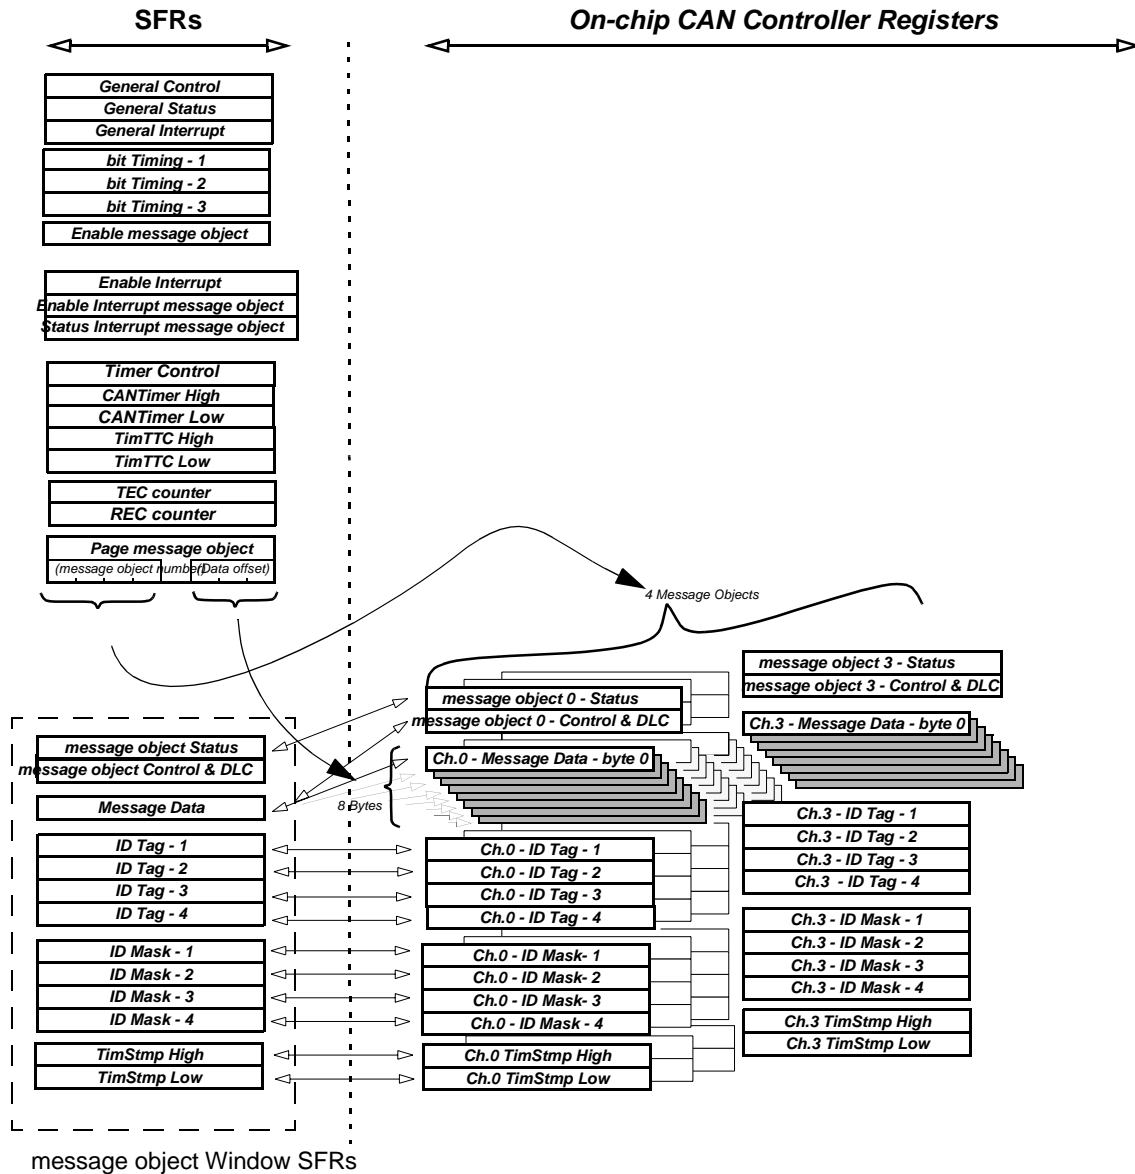 SFRs
On-chip CAN Controller Registers
General Control
General Status
General Interrupt
bit Timing - 1
bit Timing - 2
bit Timing - 3
Enable message object
Enable Interrupt
Enable Interrupt message object
Status Interrupt message object
Timer Control
CANTimer High
CANTimer Low
TimTTC High
TimTTC Low
TEC counter
REC counter
Page message object
(message object number)
(Data offset)
4 Message Objects
message object Status
message object Control & DLC
Message Data
ID Tag - 1
ID Tag - 2
ID Tag - 3
ID Tag - 4
ID Mask - 1
ID Mask - 2
ID Mask - 3
ID Mask - 4
TimStmp High
TimStmp Low
message object Window SFRs
8 Bytes
message object 0 - Status
message object 0 - Control & DLC
Ch.0 - Message Data - byte 0
Ch.0 - ID Tag - 1
Ch.0 - ID Tag - 2
Ch.0 - ID Tag - 3
Ch.0 - ID Tag - 4
Ch.0 - ID Mask- 1
Ch.0 - ID Mask- 2
Ch.0 - ID Mask- 3
Ch.0 - ID Mask - 4
Ch.0 TimStmp High
Ch.0 TimStmp Low
message object 3 - Status
message object 3 - Control & DLC
Ch.3 - Message Data - byte 0
Ch.3 - ID Tag - 1
Ch.3 - ID Tag - 2
Ch.3 - ID Tag - 3
Ch.3 - ID Tag - 4
Ch.3 - ID Mask - 1
Ch.3 - ID Mask - 2
Ch.3 - ID Mask - 3
Ch.3 - ID Mask - 4
Ch.3 TimStmp High
Ch.3 TimStmp Low